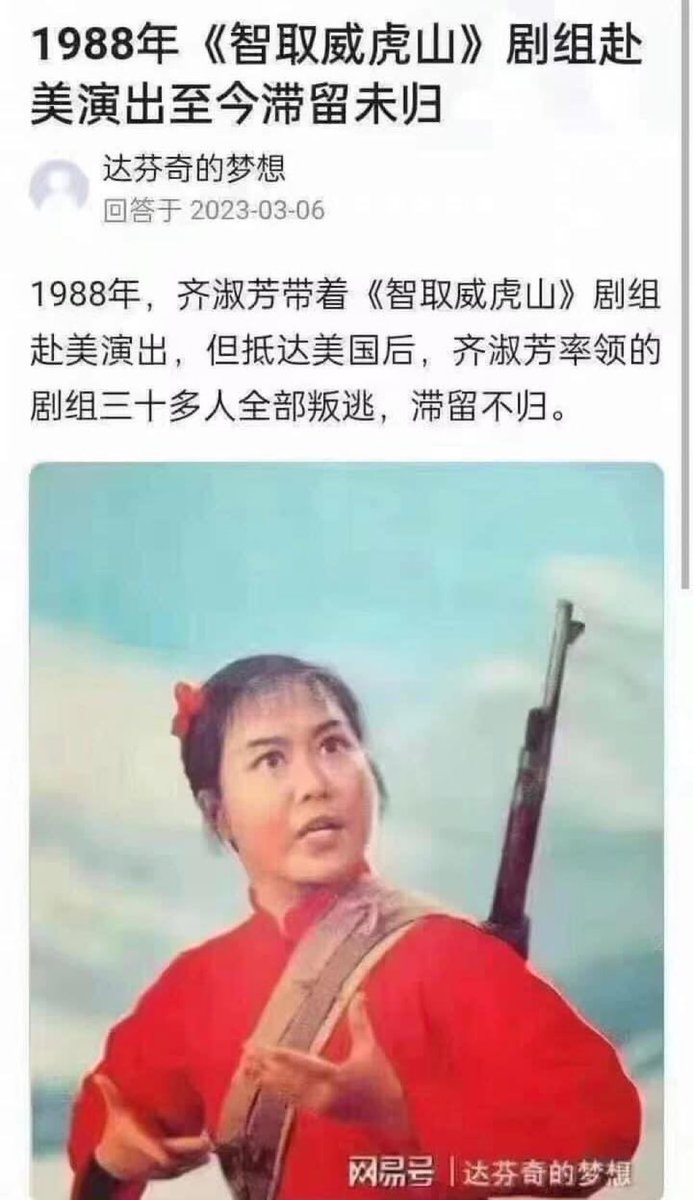 1988年《智取威虎山》剧组赴
美演出至今滞留未归
达芬奇的梦想
回答于 2023-03-06
1988年，齐淑芳带着《智取威虎山》剧组
赴美演出，但抵达美国后，齐淑芳率领的
剧组三十多人全部叛逃，滞留不归。
网易号 | 达芬奇的梦想